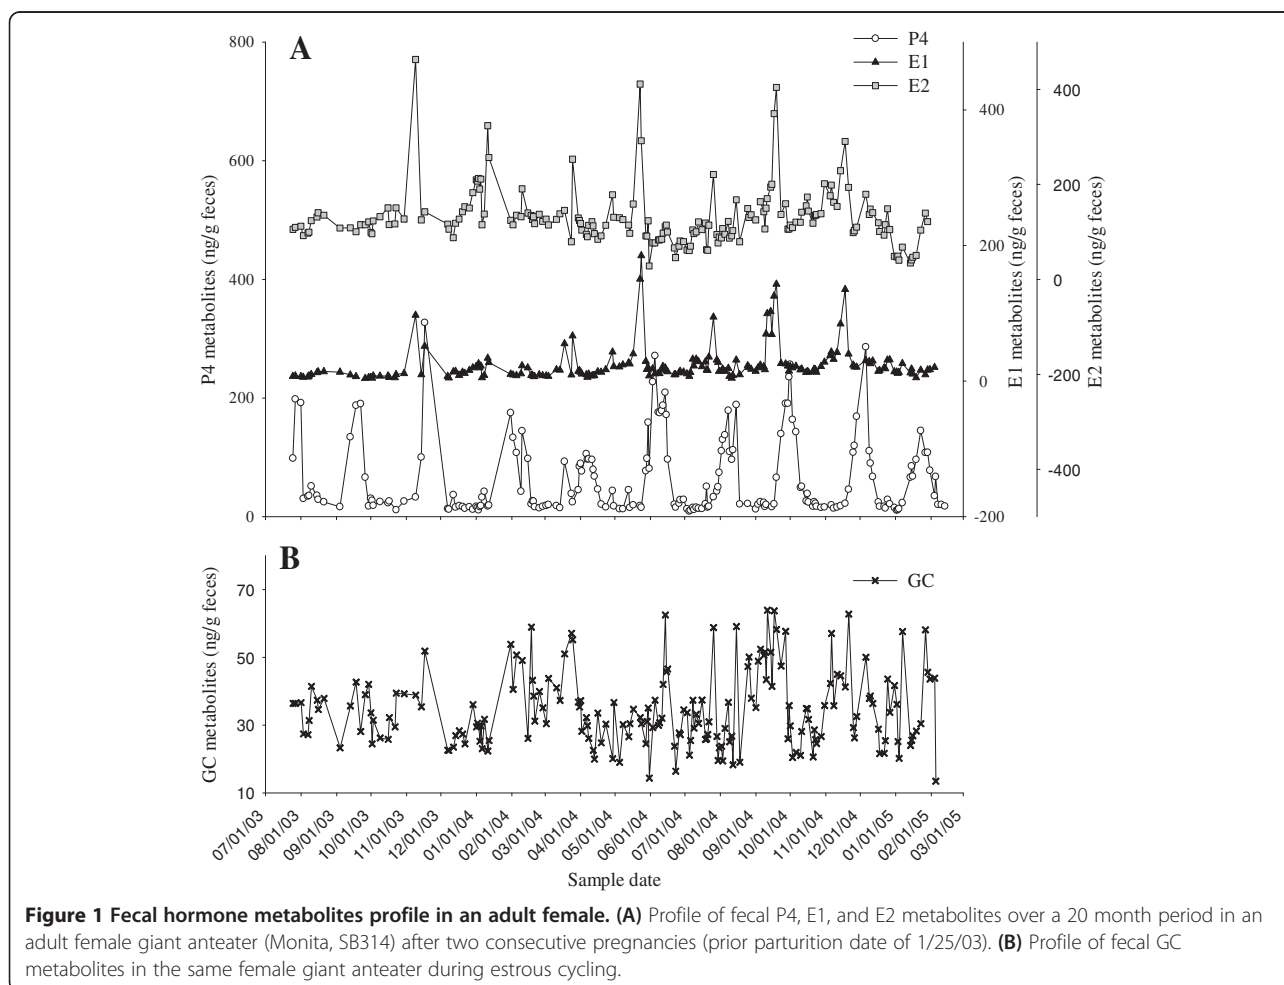 A
P4
E1
E2
800
600
400
200
0
P4 metabolites (ng/g feces)
400
200
0
-200
E1 metabolites (ng/g feces)
400
200
0
-200
-400
E2 metabolites (ng/g feces)
B
GC
70
50
30
10
GC metabolites (ng/g feces)
07/01/03
08/01/03
09/01/03
10/01/03
11/01/03
12/01/03
01/01/04
02/01/04
03/01/04
04/01/04
05/01/04
06/01/04
07/01/04
08/01/04
09/01/04
10/01/04
11/01/04
12/01/04
01/01/05
02/01/05
03/01/05
Sample date
Figure 1 Fecal hormone metabolites profile in an adult female. (A) Profile of fecal P4, E1, and E2 metabolites over a 20 month period in an
adult female giant anteater (Monita, SB314) after two consecutive pregnancies (prior parturition date of 1/25/03). (B) Profile of fecal GC
metabolites in the same female giant anteater during estrous cycling.